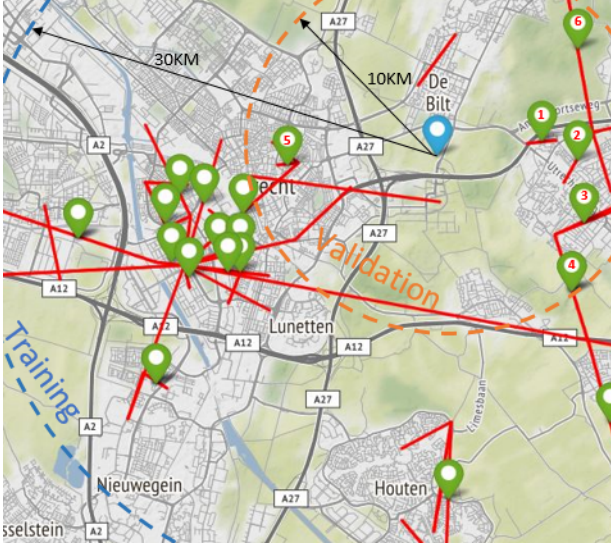 6
A27
30KM
10KM
De
Bilt
1
5
2
A2
A27
echt
3
A27
Validation
4
A12
A12
A12
A12
Lunetten
Training
A27
Limesbaan
A2
Nieuwegein
Houten
A27
sselstein
A2